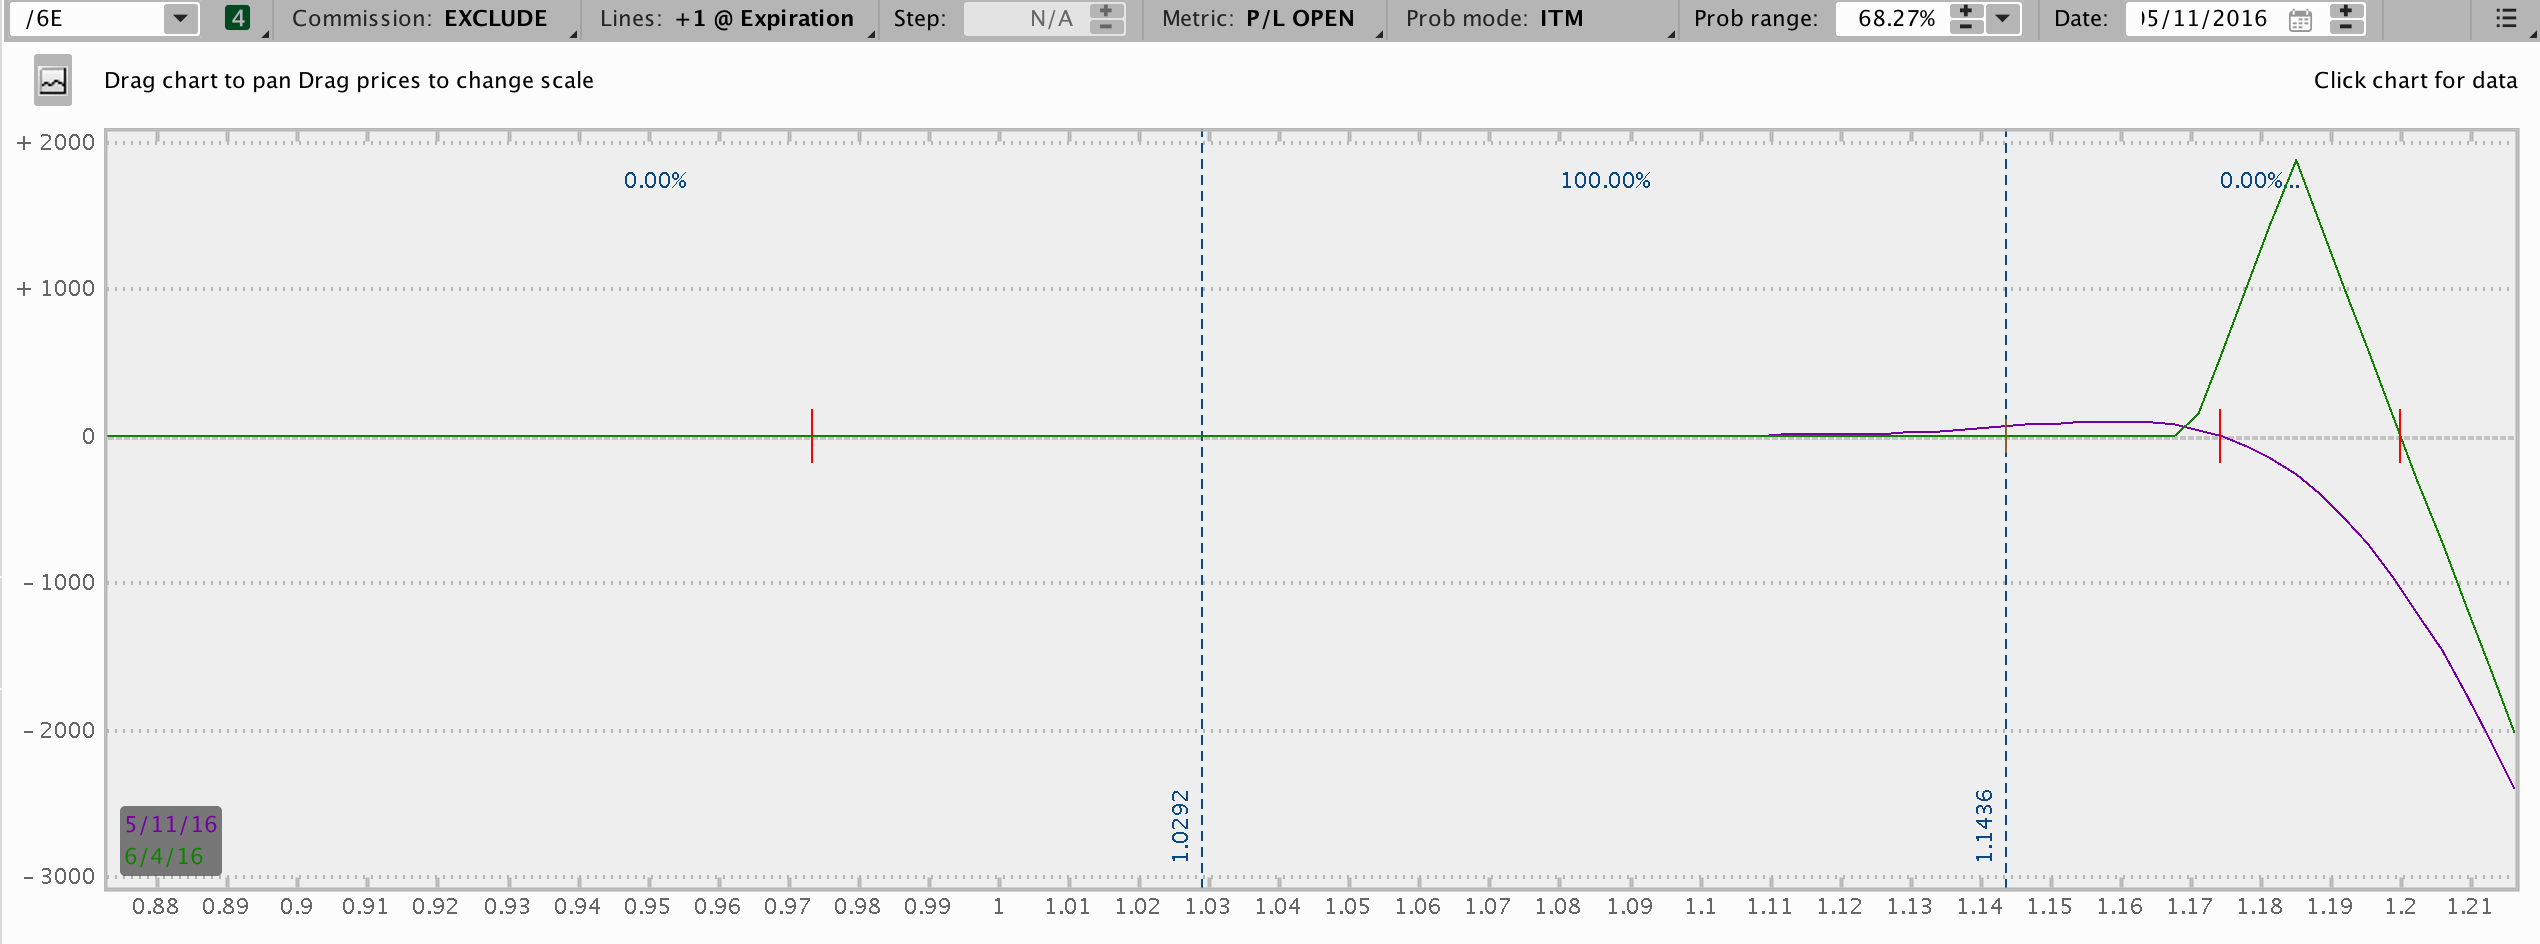 /6E 4 Commission: EXCLUDE Lines: +1 @ Expiration Step: N/A Metric: P/L OPEN Prob mode: ITM Prob range: 68.27% Date: 05/11/2016
Drag chart to pan Drag prices to change scale Click chart for data
+ 2000
0.00% 100.00% 0.00%...
+ 1000
0
- 1000
- 2000
1.0292 1.1436
5/11/16
6/4/16
- 3000
0.88 0.89 0.9 0.91 0.92 0.93 0.94 0.95 0.96 0.97 0.98 0.99 1 1.01 1.02 1.03 1.04 1.05 1.06 1.07 1.08 1.09 1.1 1.11 1.12 1.13 1.14 1.15 1.16 1.17 1.18 1.19 1.2 1.21